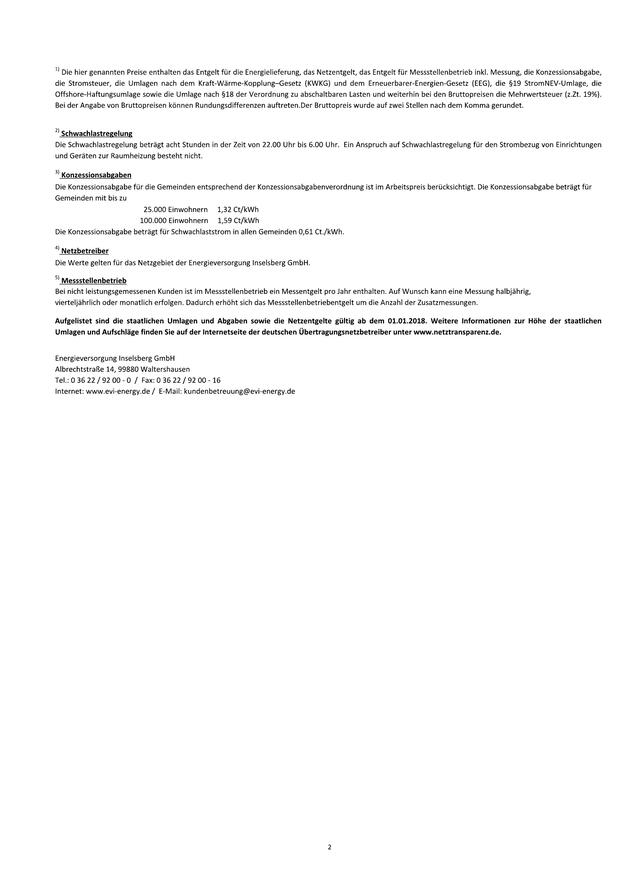 1) Die hier genannten Preise enthalten das Entgelt für die Energielieferung, das Netzentgelt, das Entgelt für Messstellenbetrieb inkl. Messung, die Konzessionsabgabe,
die Stromsteuer, die Umlagen nach dem Kraft-Wärme-Kopplung–Gesetz (KWKG) und dem Erneuerbarer-Energien-Gesetz (EEG), die §19 StromNEV-Umlage, die
Offshore-Haftungsumlage sowie die Umlage nach §18 der Verordnung zu abschaltbaren Lasten und weiterhin bei den Bruttopreisen die Mehrwertsteuer (z.Zt. 19%).
Bei der Angabe von Bruttopreisen können Rundungsdifferenzen auftreten.Der Bruttopreis wurde auf zwei Stellen nach dem Komma gerundet.
2) Schwachlastregelung
Die Schwachlastregelung beträgt acht Stunden in der Zeit von 22.00 Uhr bis 6.00 Uhr. Ein Anspruch auf Schwachlastregelung für den Strombezug von Einrichtungen
und Geräten zur Raumheizung besteht nicht.
3) Konzessionsabgaben
Die Konzessionsabgabe für die Gemeinden entsprechend der Konzessionsabgabenverordnung ist im Arbeitspreis berücksichtigt. Die Konzessionsabgabe beträgt für
Gemeinden mit bis zu
25.000 Einwohnern 1,32 Ct/kWh
100.000 Einwohnern 1,59 Ct/kWh
Die Konzessionsabgabe beträgt für Schwachlaststrom in allen Gemeinden 0,61 Ct./kWh.
4) Netzbetreiber
Die Werte gelten für das Netzgebiet der Energieversorgung Inselsberg GmbH.
5) Messstellenbetrieb
Bei nicht leistungsgemessenen Kunden ist im Messstellenbetrieb ein Messentgelt pro Jahr enthalten. Auf Wunsch kann eine Messung halbjährig,
vierteljährlich oder monatlich erfolgen. Dadurch erhöht sich das Messstellenbetriebentgelt um die Anzahl der Zusatzmessungen.
Aufgelistet sind die staatlichen Umlagen und Abgaben sowie die Netzentgelte gültig ab dem 01.01.2018. Weitere Informationen zur Höhe der staatlichen
Umlagen und Aufschläge finden Sie auf der Internetseite der deutschen Übertragungsnetzbetreiber unter www.netztransparenz.de.
Energieversorgung Inselsberg GmbH
Albrechtstraße 14, 99880 Waltershausen
Tel.: 0 36 22 / 92 00 - 0 / Fax: 0 36 22 / 92 00 - 16
Internet: www.evi-energy.de / E-Mail: kundenbetreuung@evi-energy.de
2